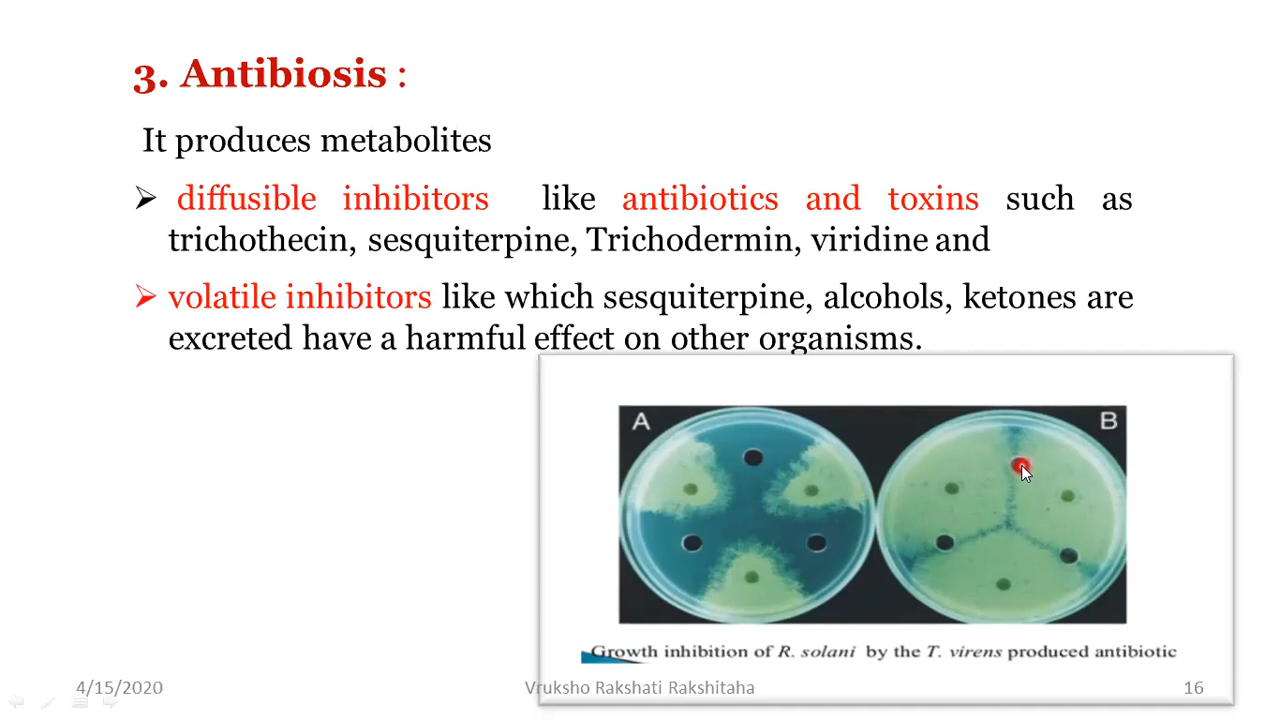 3. Antibiosis :
It produces metabolites
diffusible inhibitors like antibiotics and toxins such as
trichothecin, sesquiterpine, Trichodermin, viridine and
volatile inhibitors like which sesquiterpine, alcohols, ketones are
excreted have a harmful effect on other organisms.
A B
Growth inhibition of R. solani by the T. virens produced antibiotic
4/15/2020 Vruksho Rakshati Rakshitaha 16